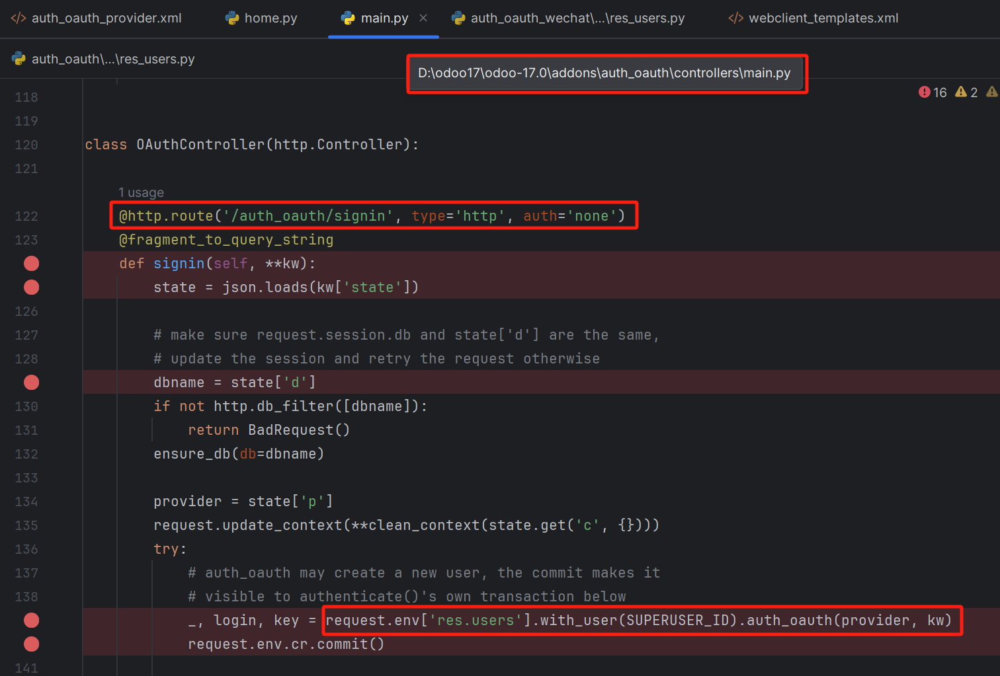 auth_oauth_provider.xml home.py main.py auth_oauth_wechat\...\res_users.py webclient_templates.xml
auth_oauth\...\res_users.py
D:\odoo17\odoo-17.0\addons\auth_oauth\controllers\main.py
16 2
118
119
120 class OAuthController(http.Controller):
121
1 usage
122 @http.route('/auth_oauth/signin', type='http', auth='none')
123 @fragment_to_query_string
def signin(self, **kw):
state = json.loads(kw['state'])
126
127 # make sure request.session.db and state['d'] are the same,
128 # update the session and retry the request otherwise
dbname = state['d']
130 if not http.db_filter([dbname]):
131 return BadRequest()
132 ensure_db(db=dbname)
133
134 provider = state['p']
135 request.update_context(**clean_context(state.get('c', {})))
136 try:
137 # auth_oauth may create a new user, the commit makes it
138 # visible to authenticate()'s own transaction below
_, login, key = request.env['res.users'].with_user(SUPERUSER_ID).auth_oauth(provider, kw)
request.env.cr.commit()
141